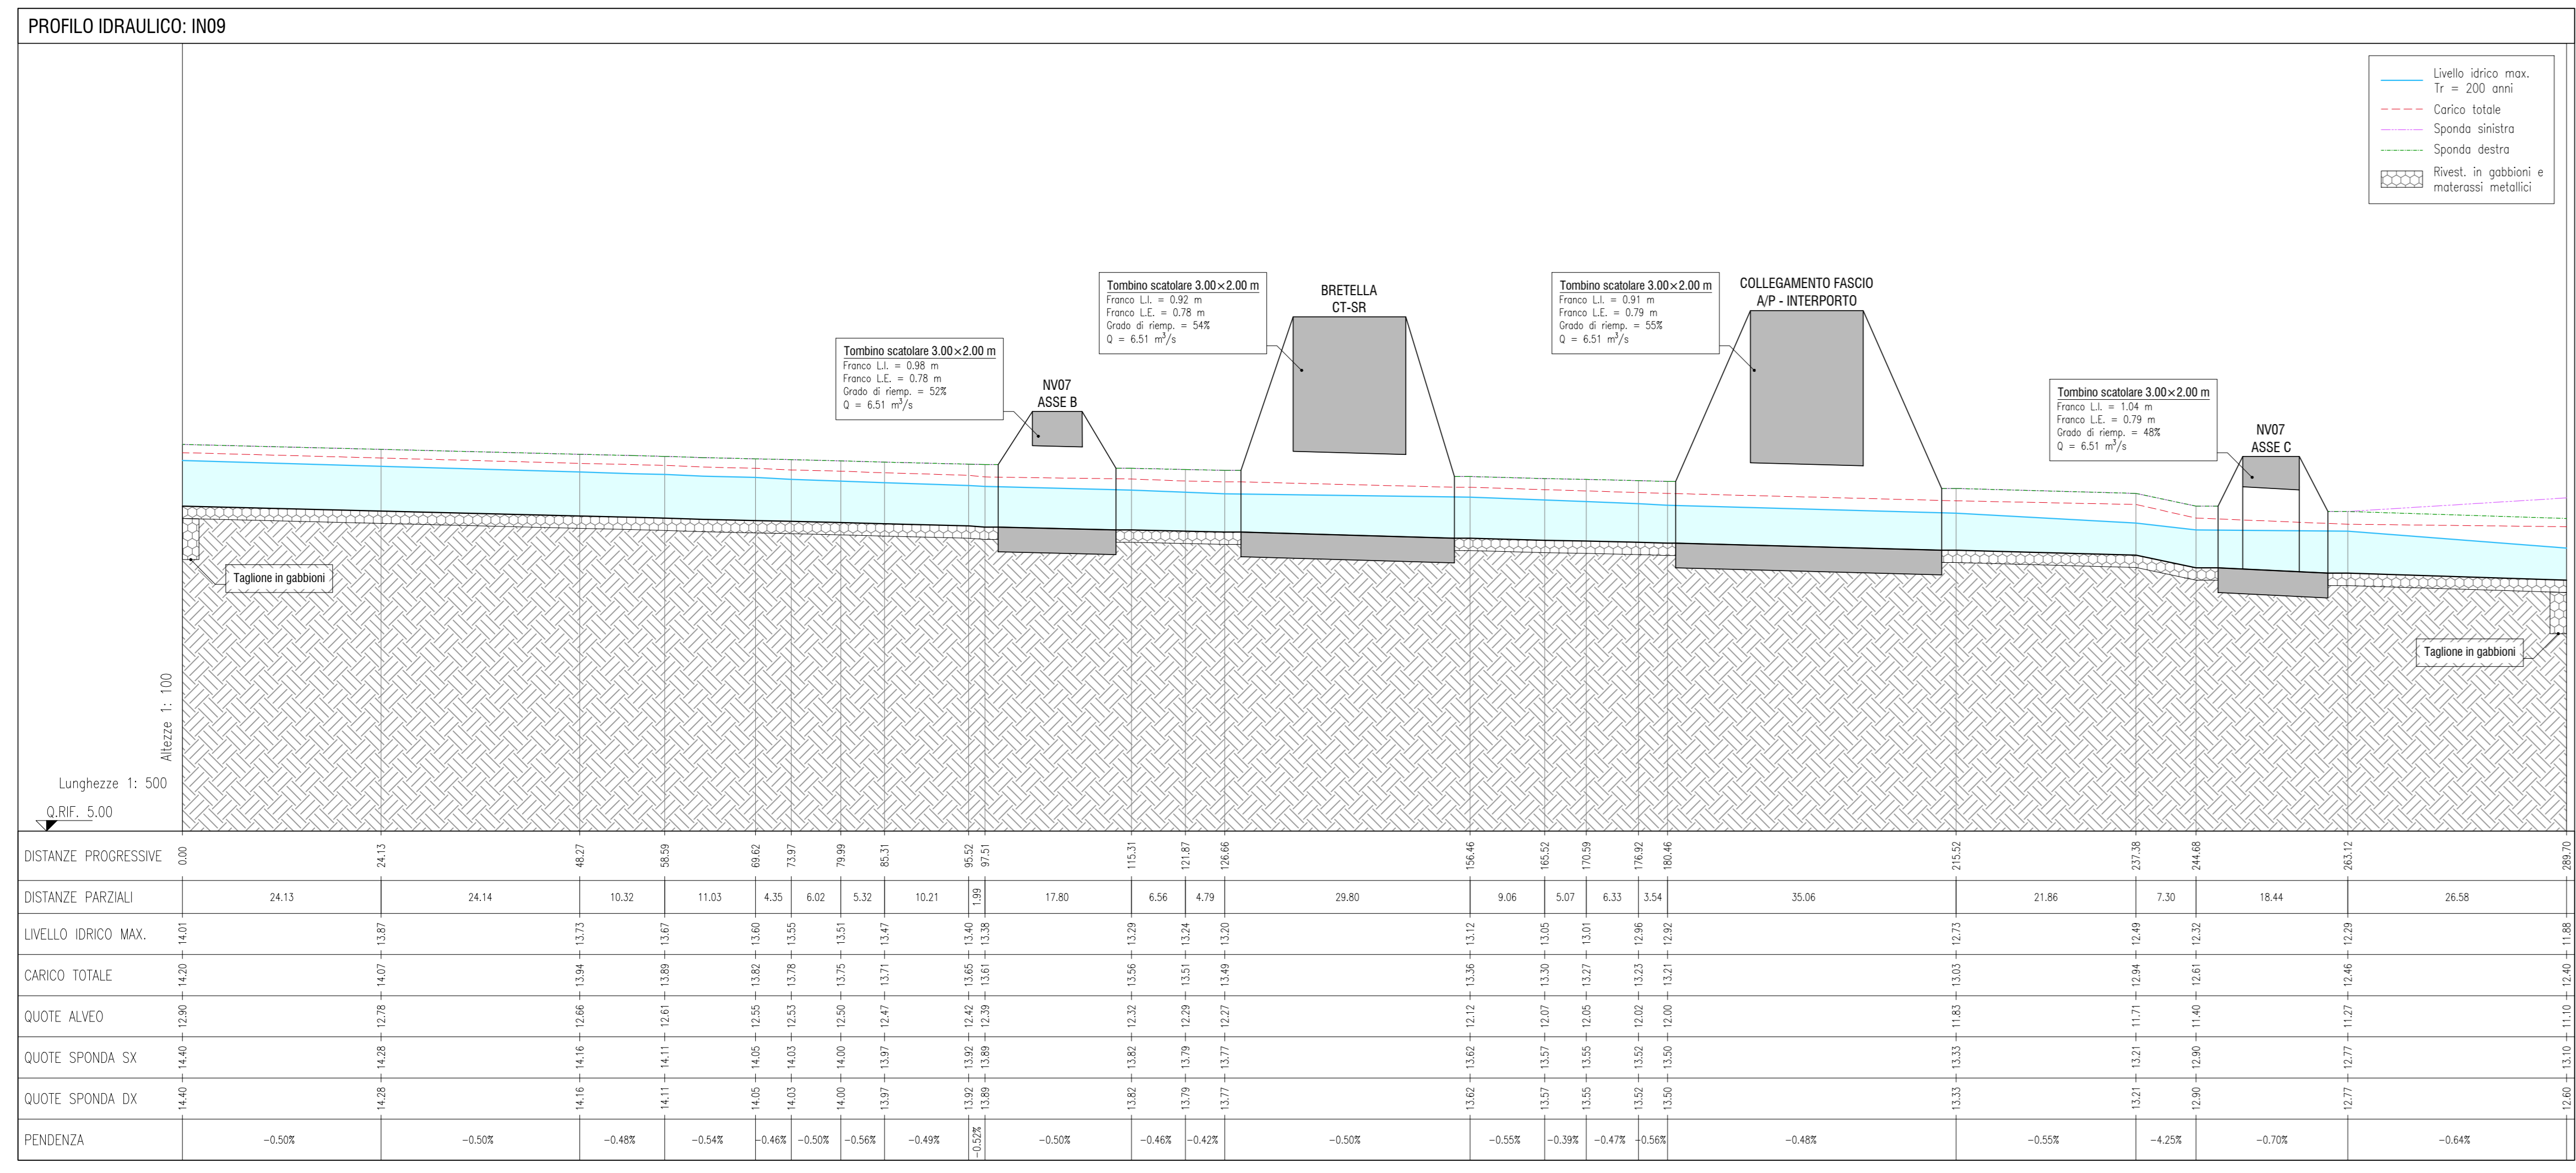 PROFILO IDRAULICO: IN09
Livello idrico max.
Tr = 200 anni
Carico totale
Sponda sinistra
Sponda destra
Rivest. in gabbioni e
materassi metallici
Tombino scatolare 3.00×2.00 m
Franco L.I. = 0.98 m
Franco L.E. = 0.78 m
Grado di riemp. = 52%
Q = 6.51 m³/s
NV07
ASSE B
Tombino scatolare 3.00×2.00 m
Franco L.I. = 0.92 m
Franco L.E. = 0.78 m
Grado di riemp. = 54%
Q = 6.51 m³/s
BRETELLA
CT-SR
Tombino scatolare 3.00×2.00 m
Franco L.I. = 0.91 m
Franco L.E. = 0.79 m
Grado di riemp. = 55%
Q = 6.51 m³/s
COLLEGAMENTO FASCIO
A/P - INTERPORTO
Tombino scatolare 3.00×2.00 m
Franco L.I. = 1.04 m
Franco L.E. = 0.79 m
Grado di riemp. = 48%
Q = 6.51 m³/s
NV07
ASSE C
Taglione in gabbioni
Taglione in gabbioni
Altezze 1: 100
Lunghezze 1: 500
Q.RIF. 5.00
DISTANZE PROGRESSIVE 0.00 24.13 48.27 58.59 69.62 73.97 79.99 85.31 95.52 97.51 115.31 121.87 126.66 156.46 165.52 170.59 176.92 180.46 215.52 237.38 244.68 263.12 289.70
DISTANZE PARZIALI 24.13 24.14 10.32 11.03 4.35 6.02 5.32 10.21 1.99 17.80 6.56 4.79 29.80 9.06 5.07 6.33 3.54 35.06 21.86 7.30 18.44 26.58
LIVELLO IDRICO MAX. 14.01 13.87 13.73 13.67 13.60 13.55 13.51 13.47 13.40 13.38 13.29 13.24 13.20 13.12 13.05 13.01 12.96 12.92 12.73 12.49 12.32 12.29 11.88
CARICO TOTALE 14.20 14.07 13.94 13.89 13.82 13.78 13.75 13.71 13.65 13.61 13.56 13.51 13.49 13.36 13.30 13.27 13.23 13.21 13.03 12.94 12.61 12.46 12.40
QUOTE ALVEO 12.90 12.78 12.66 12.61 12.55 12.53 12.50 12.47 12.42 12.39 12.32 12.29 12.27 12.12 12.07 12.05 12.02 12.00 11.83 11.71 11.40 11.27 11.10
QUOTE SPONDA SX 14.40 14.28 14.16 14.11 14.05 14.03 14.00 13.97 13.92 13.89 13.82 13.79 13.77 13.62 13.57 13.55 13.52 13.50 13.33 13.21 12.90 12.77 13.10
QUOTE SPONDA DX 14.40 14.28 14.16 14.11 14.05 14.03 14.00 13.97 13.92 13.89 13.82 13.79 13.77 13.62 13.57 13.55 13.52 13.50 13.33 13.21 12.90 12.77 12.60
PENDENZA -0.50% -0.50% -0.48% -0.54% -0.46% -0.50% -0.56% -0.49% -0.52% -0.50% -0.46% -0.42% -0.50% -0.55% -0.39% -0.47% -0.56% -0.48% -0.55% -4.25% -0.70% -0.64%